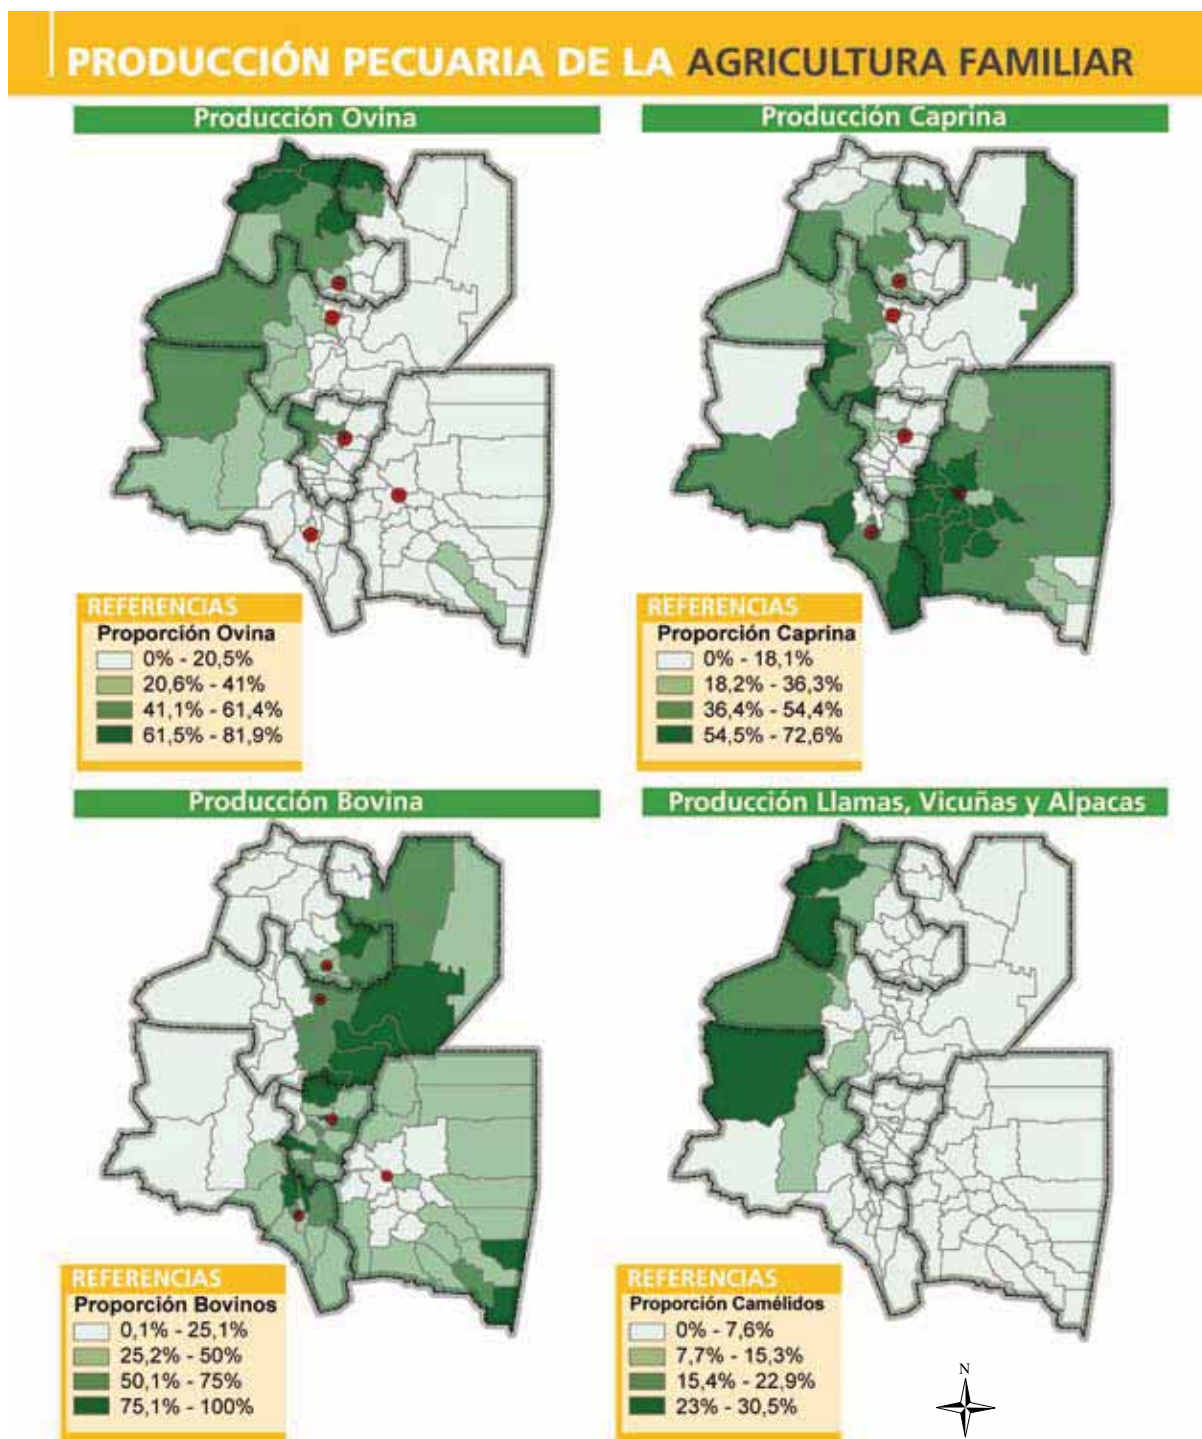 PRODUCCIÓN PECUARIA DE LA AGRICULTURA FAMILIAR
Producción Ovina
REFERENCIAS
Proporción Ovina
0% - 20,5%
20,6% - 41%
41,1% - 61,4%
61,5% - 81,9%
Producción Caprina
REFERENCIAS
Proporción Caprina
0% - 18,1%
18,2% - 36,3%
36,4% - 54,4%
54,5% - 72,6%
Producción Bovina
REFERENCIAS
Proporción Bovinos
0,1% - 25,1%
25,2% - 50%
50,1% - 75%
75,1% - 100%
Producción Llamas, Vicuñas y Alpacas
REFERENCIAS
Proporción Camélidos
0% - 7,6%
7,7% - 15,3%
15,4% - 22,9%
23% - 30,5%
N